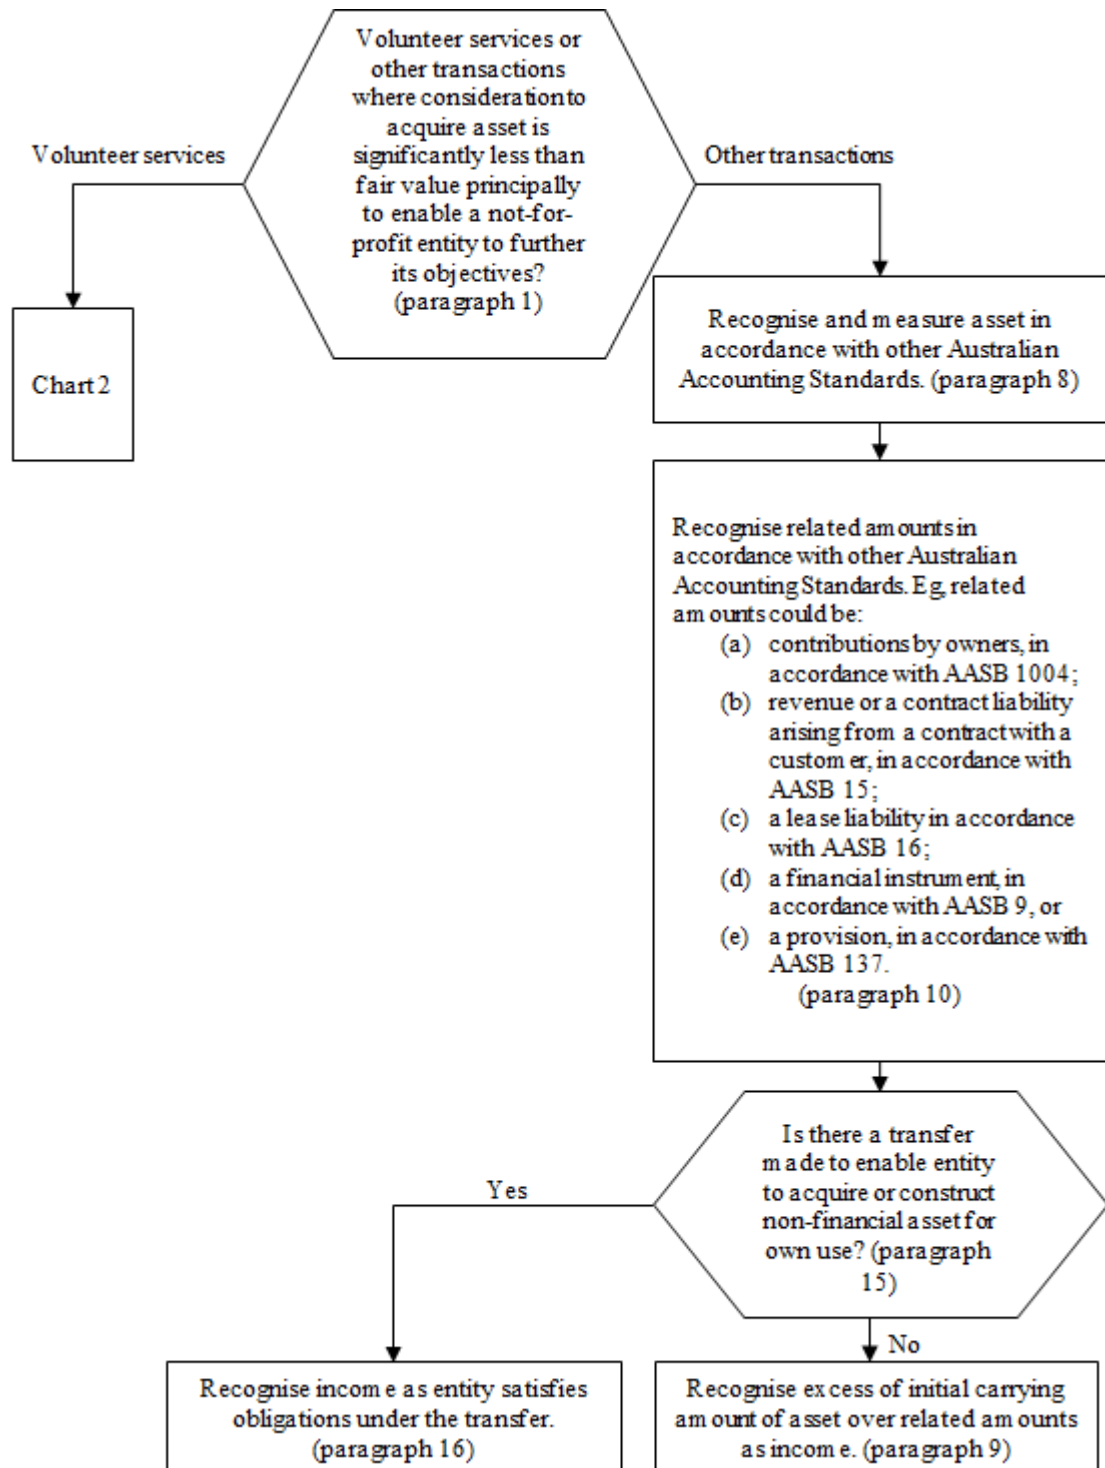 Volunteer services or
other transactions
where consideration to
acquire asset is
significantly less than
fair value principally
to enable a not-for-
profit entity to further
its objectives?
(paragraph 1)
Volunteer services
Other transactions
Chart 2
Recognise and measure asset in
accordance with other Australian
Accounting Standards. (paragraph 8)
Recognise related amounts in
accordance with other Australian
Accounting Standards. Eg, related
amounts could be:
(a) contributions by owners, in
accordance with AASB 1004;
(b) revenue or a contract liability
arising from a contract with a
customer, in accordance with
AASB 15;
(c) a lease liability in accordance
with AASB 16;
(d) a financial instrument, in
accordance with AASB 9, or
(e) a provision, in accordance with
AASB 137.
(paragraph 10)
Is there a transfer
made to enable entity
to acquire or construct
non-financial asset for
own use? (paragraph
15)
Yes
No
Recognise income as entity satisfies
obligations under the transfer.
(paragraph 16)
Recognise excess of initial carrying
amount of asset over related amounts
as income. (paragraph 9)